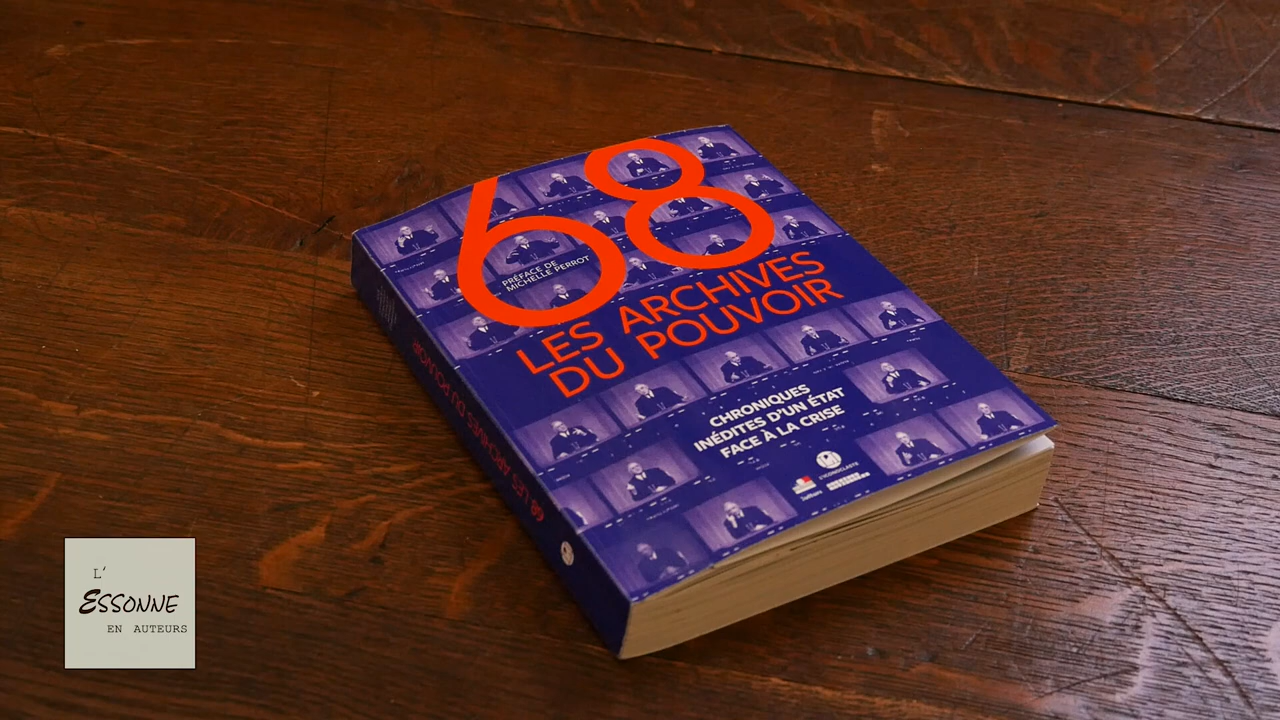 68
PRÉFACE DE
MICHELLE PERROT
LES ARCHIVES
DU POUVOIR
CHRONIQUES
INÉDITES D'UN ÉTAT
FACE À LA CRISE
L'ICONOCLASTE
68 LES ARCHIVES DU POUVOIR
L'
ESSONNE
EN AUTEURS